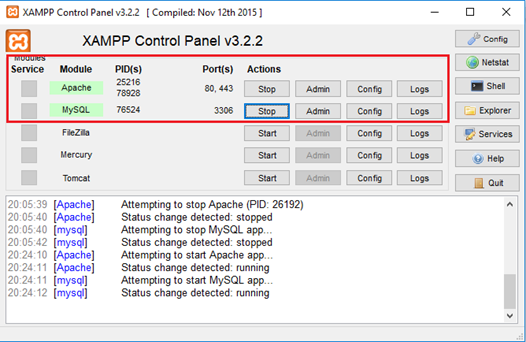 XAMPP Control Panel v3.2.2 [ Compiled: Nov 12th 2015 ]
XAMPP Control Panel v3.2.2
Config
Modules
Service Module PID(s) Port(s) Actions
Netstat
Apache 25216 78928 80, 443 Stop Admin Config Logs
Shell
MySQL 76524 3306 Stop Admin Config Logs
Explorer
FileZilla Start Admin Config Logs
Services
Mercury Start Admin Config Logs
Help
Tomcat Start Admin Config Logs
Quit
20:05:39 [Apache] Attempting to stop Apache (PID: 26192)
20:05:40 [Apache] Status change detected: stopped
20:05:40 [mysql] Attempting to stop MySQL app...
20:05:42 [mysql] Status change detected: stopped
20:24:10 [Apache] Attempting to start Apache app...
20:24:11 [Apache] Status change detected: running
20:24:11 [mysql] Attempting to start MySQL app...
20:24:12 [mysql] Status change detected: running